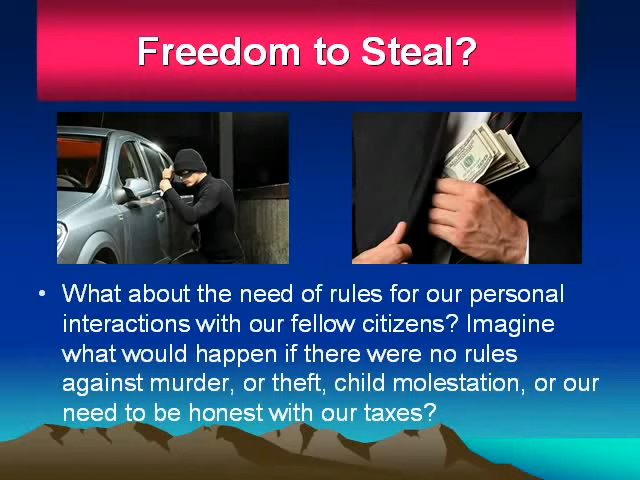 Freedom to Steal?
• What about the need of rules for our personal
interactions with our fellow citizens? Imagine
what would happen if there were no rules
against murder, or theft, child molestation, or our
need to be honest with our taxes?